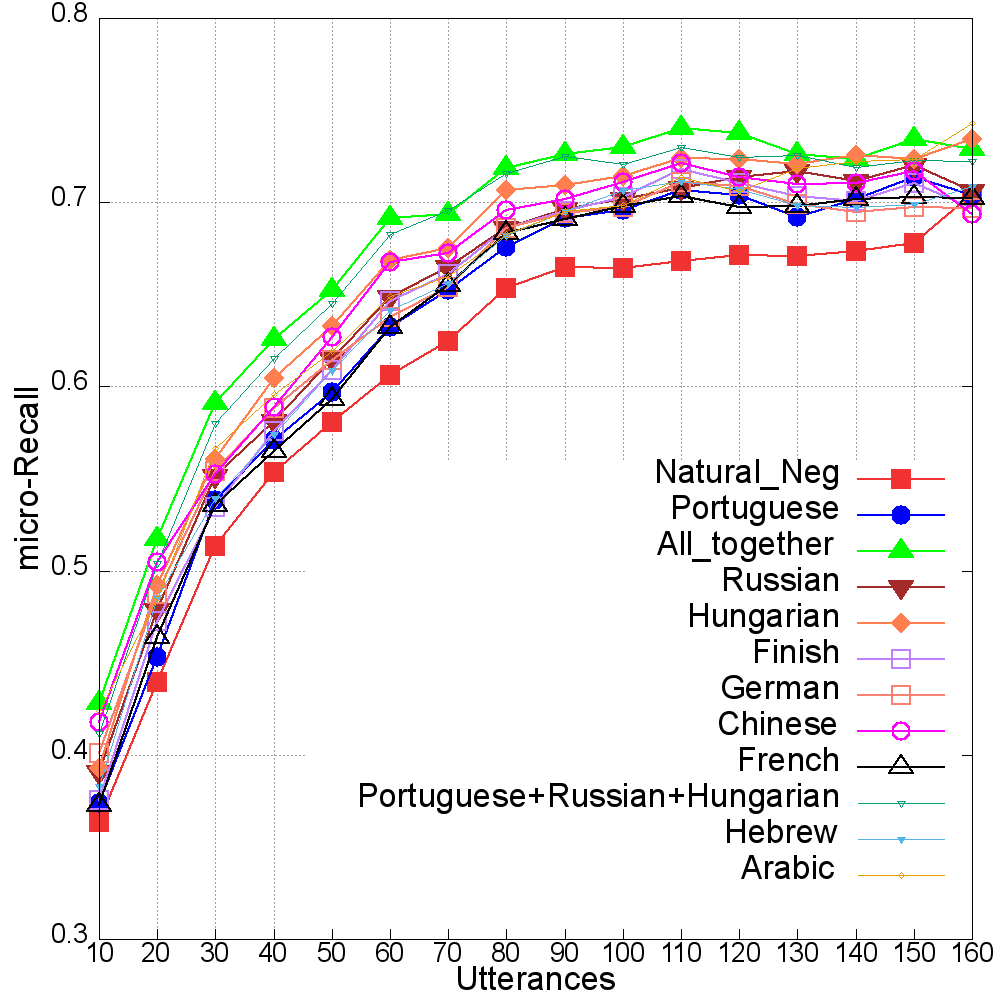 0.8
0.7
0.6
0.5
0.4
0.3
micro-Recall
Natural_Neg
Portuguese
All_together
Russian
Hungarian
Finish
German
Chinese
French
Portuguese+Russian+Hungarian
Hebrew
Arabic
10 20 30 40 50 60 70 80 90 100 110 120 130 140 150 160
Utterances